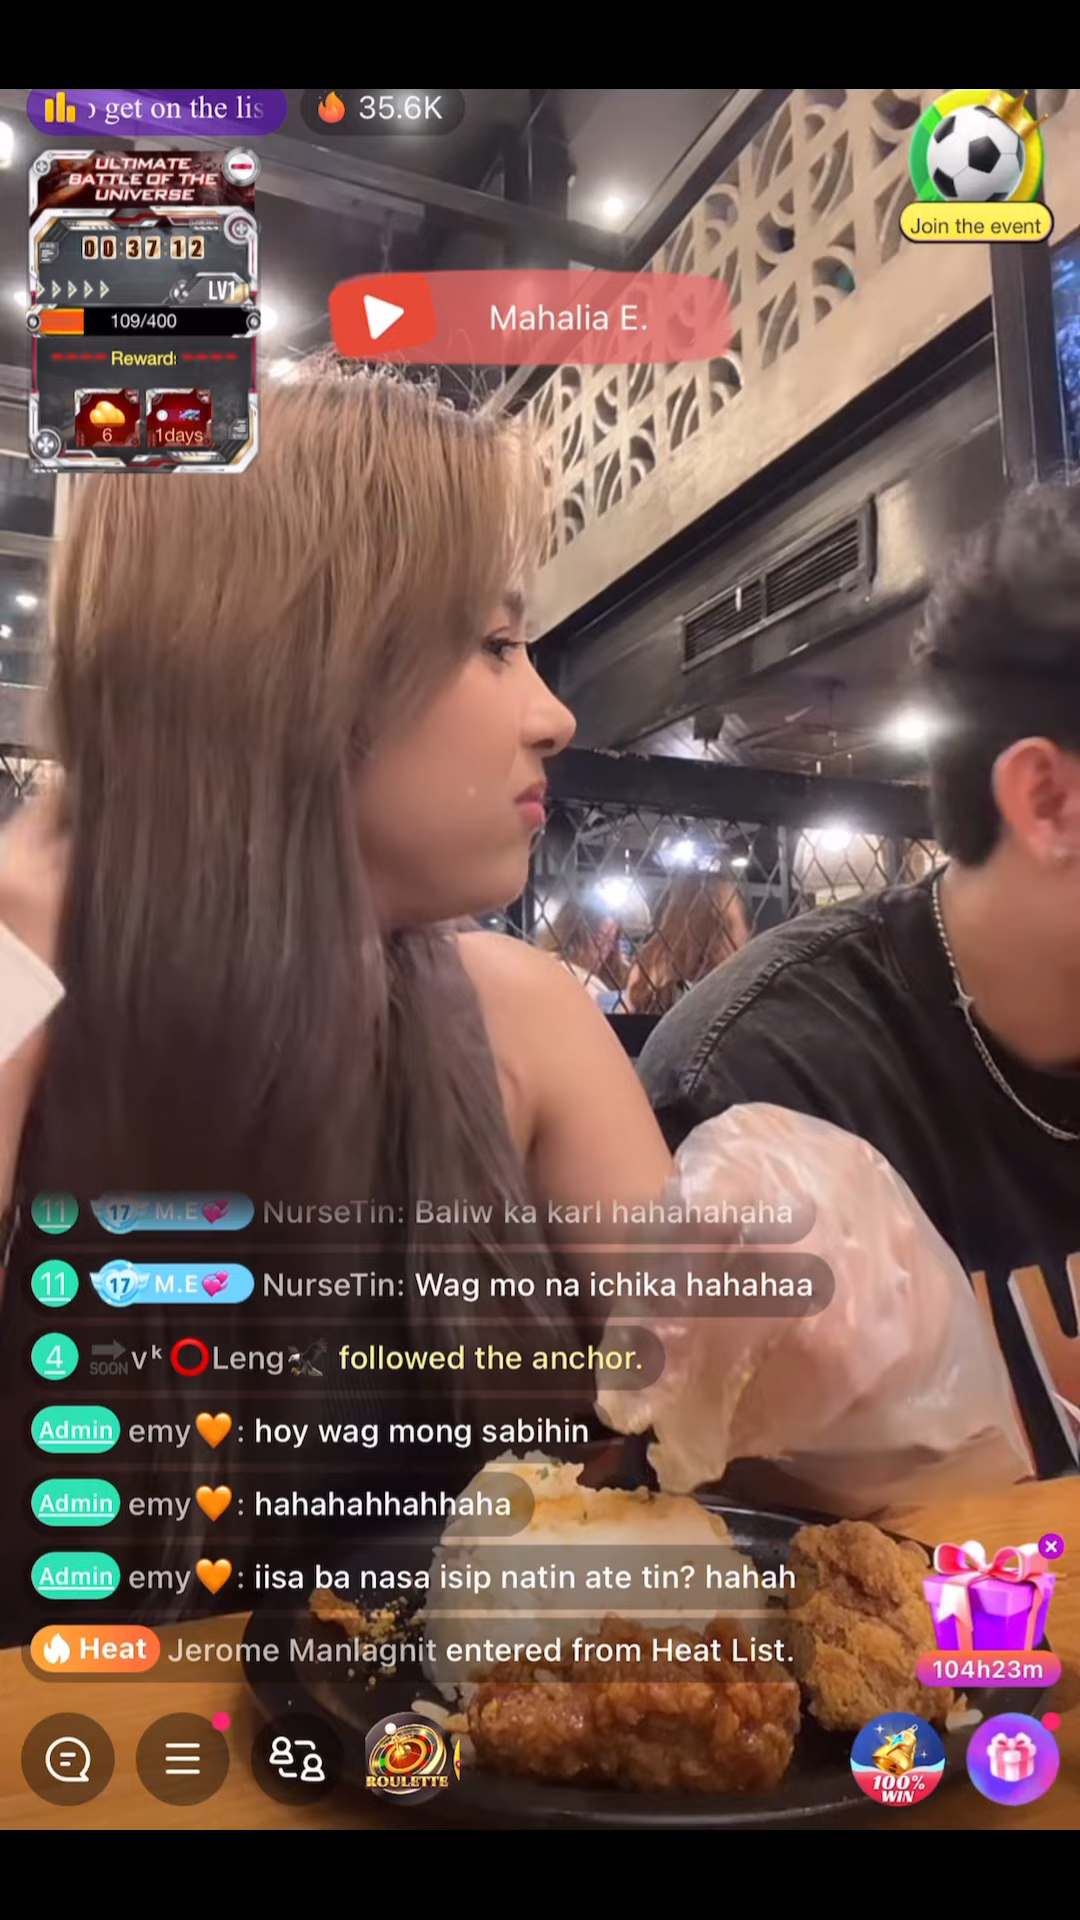 get on the lis
35.6K
ULTIMATE
BATTLE OF THE
UNIVERSE
00:37:12
LV1
109/400
Rewards
6
1days
Join the event
Mahalia E.
11 17 M.E💞 NurseTin: Baliw ka karl hahahahaha
11 17 M.E💞 NurseTin: Wag mo na ichika hahahaa
4 🔜vᵏ⭕Leng🦅 followed the anchor.
Admin emy🧡: hoy wag mong sabihin
Admin emy🧡: hahahahhahhaha
Admin emy🧡: iisa ba nasa isip natin ate tin? hahah
Heat Jerome Manlagnit entered from Heat List.
104h23m
ROULETTE
100%
WIN